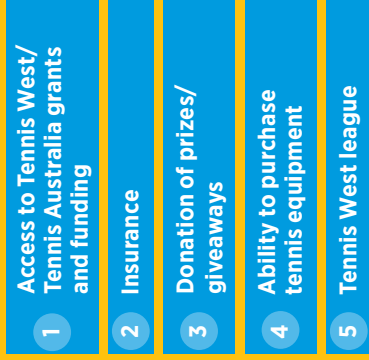 1
Access to Tennis West/
Tennis Australia grants
and funding
2
Insurance
3
Donation of prizes/
giveaways
4
Ability to purchase
tennis equipment
5
Tennis West league